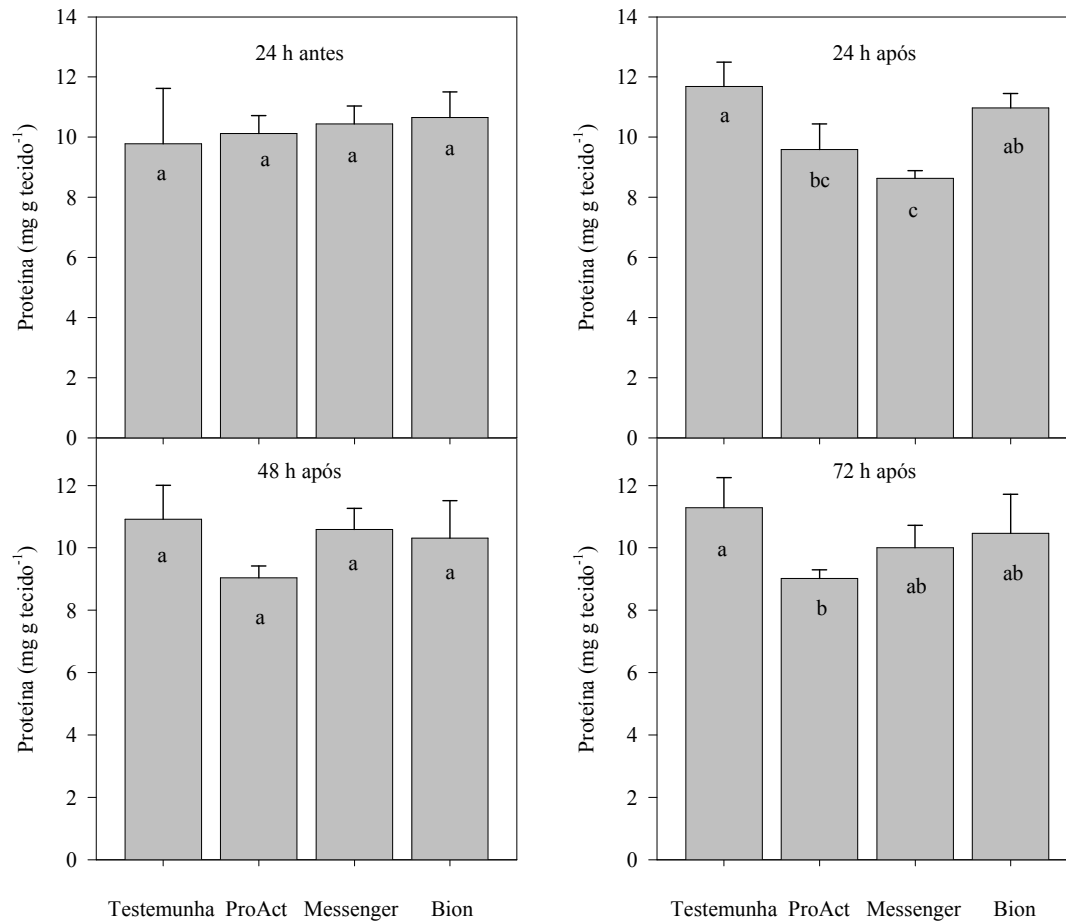 14
12
10
8
6
4
2
0
Proteína (mg g tecido-1)
24 h antes
a
a
a
a
14
12
10
8
6
4
2
0
Proteína (mg g tecido-1)
24 h após
a
bc
c
ab
12
10
8
6
4
2
0
Proteína (mg g tecido-1)
48 h após
a
a
a
a
Testemunha ProAct Messenger Bion
12
10
8
6
4
2
0
Proteína (mg g tecido-1)
72 h após
a
b
ab
ab
Testemunha ProAct Messenger Bion